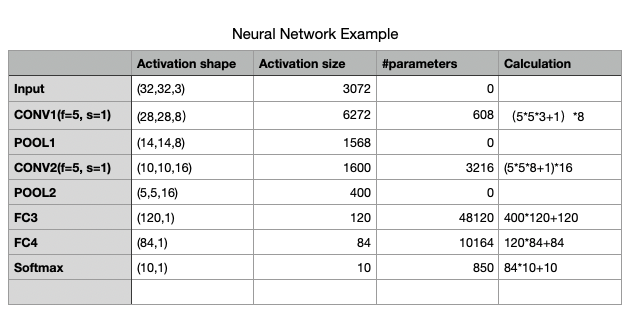 Neural Network Example
Activation shape Activation size #parameters Calculation
Input (32,32,3) 3072 0
CONV1(f=5, s=1) (28,28,8) 6272 608 (5*5*3+1) *8
POOL1 (14,14,8) 1568 0
CONV2(f=5, s=1) (10,10,16) 1600 3216 (5*5*8+1)*16
POOL2 (5,5,16) 400 0
FC3 (120,1) 120 48120 400*120+120
FC4 (84,1) 84 10164 120*84+84
Softmax (10,1) 10 850 84*10+10